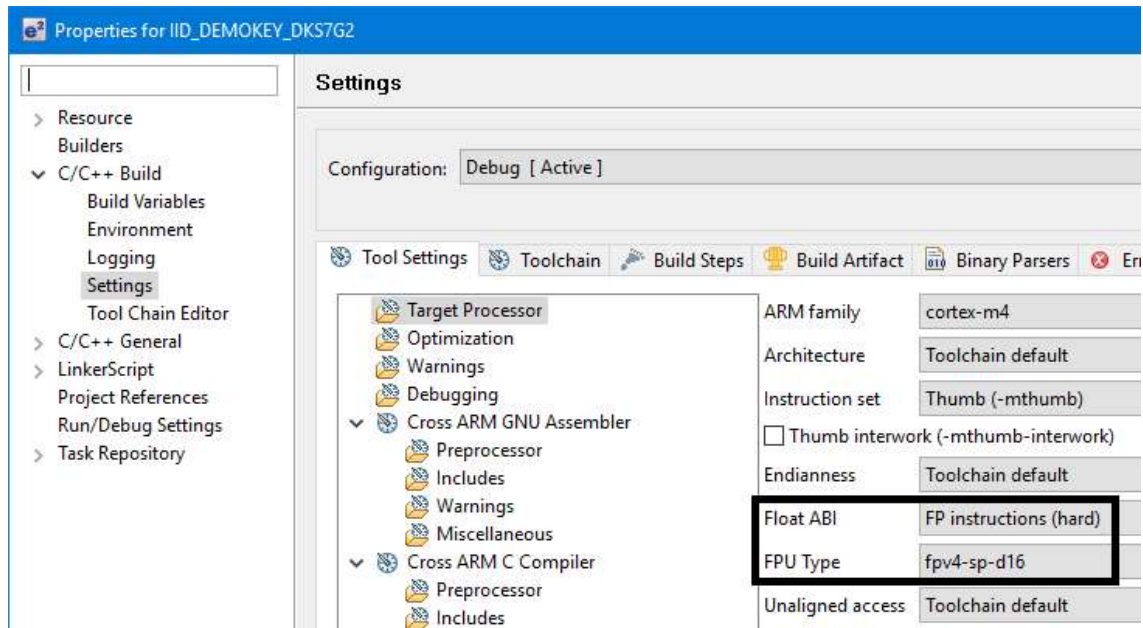 e² Properties for IID_DEMOKEY_DKS7G2
Settings
Resource
Builders
C/C++ Build
Build Variables
Environment
Logging
Settings
Tool Chain Editor
C/C++ General
LinkerScript
Project References
Run/Debug Settings
Task Repository
Configuration: Debug [ Active ]
Tool Settings Toolchain Build Steps Build Artifact 010 Binary Parsers Err
Target Processor
Optimization
Warnings
Debugging
Cross ARM GNU Assembler
Preprocessor
Includes
Warnings
Miscellaneous
Cross ARM C Compiler
Preprocessor
Includes
ARM family cortex-m4
Architecture Toolchain default
Instruction set Thumb (-mthumb)
Thumb interwork (-mthumb-interwork)
Endianness Toolchain default
Float ABI FP instructions (hard)
FPU Type fpv4-sp-d16
Unaligned access Toolchain default